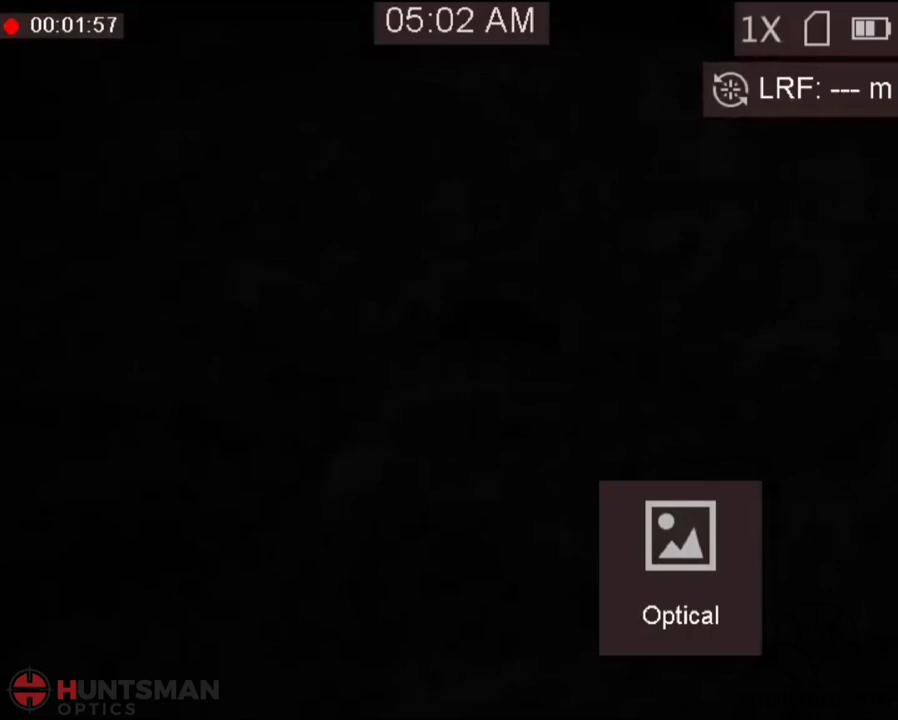 00:01:57
05:02 AM
1X
LRF: --- m
Optical
HUNTSMAN
OPTICS